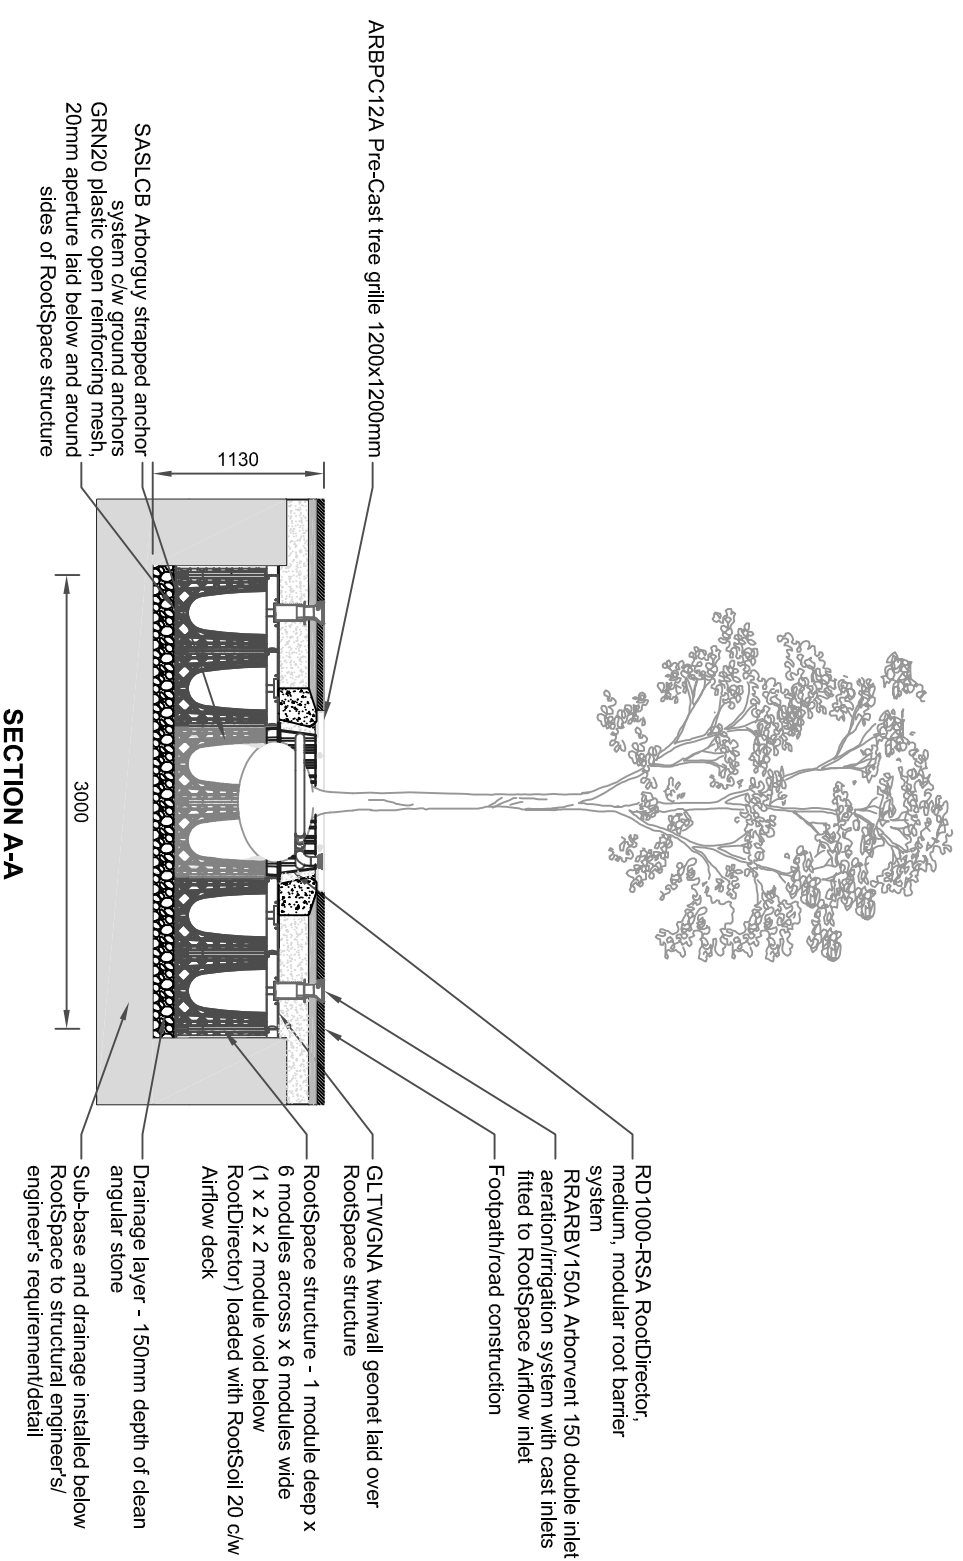 ARBPC12A Pre-Cast tree grille 1200x1200mm
SASLCB Arborguy strapped anchor
system c/w ground anchors
GRN20 plastic open reinforcing mesh,
20mm aperture laid below and around
sides of RootSpace structure
1130
3000
RD1000-RSA RootDirector,
medium, modular root barrier
system
RRARBV150A Arborvent 150 double inlet
aeration/irrigation system with cast inlets
fitted to RootSpace Airflow inlet
Footpath/road construction
GLTWGNA twinwall geonet laid over
RootSpace structure
RootSpace structure - 1 module deep x
6 modules across x 6 modules wide
(1 x 2 x 2 module void below
RootDirector) loaded with RootSoil 20 c/w
Airflow deck
Drainage layer - 150mm depth of clean
angular stone
Sub-base and drainage installed below
RootSpace to structural engineer's/
engineer's requirement/detail
SECTION A-A